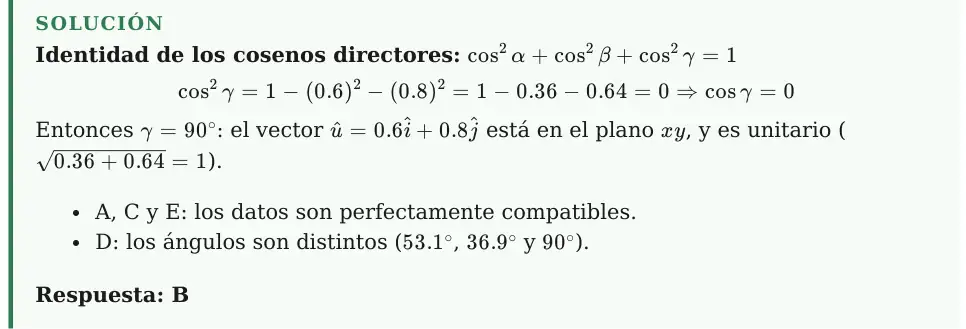 SOLUCIÓN
Identidad de los cosenos directores: cos² α + cos² β + cos² γ = 1
cos² γ = 1 − (0.6)² − (0.8)² = 1 − 0.36 − 0.64 = 0 ⇒ cos γ = 0
Entonces γ = 90°: el vector û = 0.6î + 0.8ĵ está en el plano xy, y es unitario (
√(0.36 + 0.64) = 1).
• A, C y E: los datos son perfectamente compatibles.
• D: los ángulos son distintos (53.1°, 36.9° y 90°).
Respuesta: B